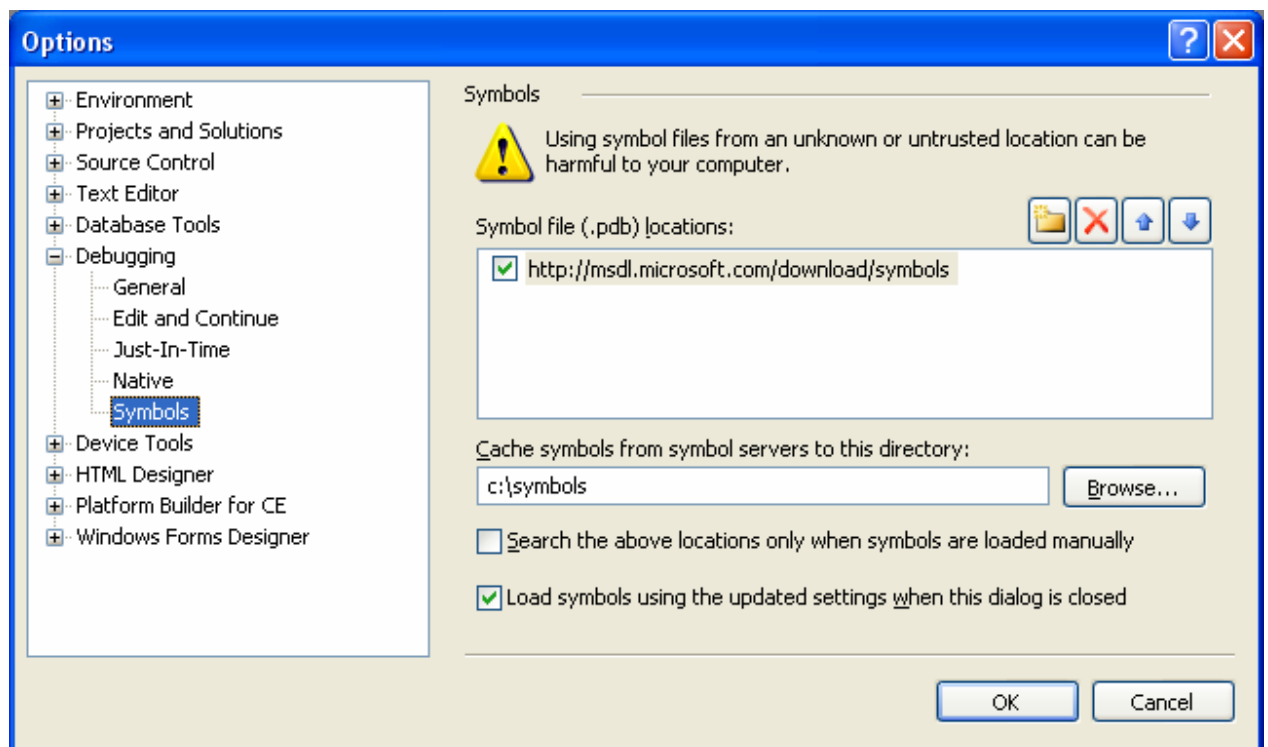 Options
Environment
Projects and Solutions
Source Control
Text Editor
Database Tools
Debugging
General
Edit and Continue
Just-In-Time
Native
Symbols
Device Tools
HTML Designer
Platform Builder for CE
Windows Forms Designer
Symbols
Using symbol files from an unknown or untrusted location can be
harmful to your computer.
Symbol file (.pdb) locations:
http://msdl.microsoft.com/download/symbols
Cache symbols from symbol servers to this directory:
c:\symbols
Browse...
Search the above locations only when symbols are loaded manually
Load symbols using the updated settings when this dialog is closed
OK
Cancel